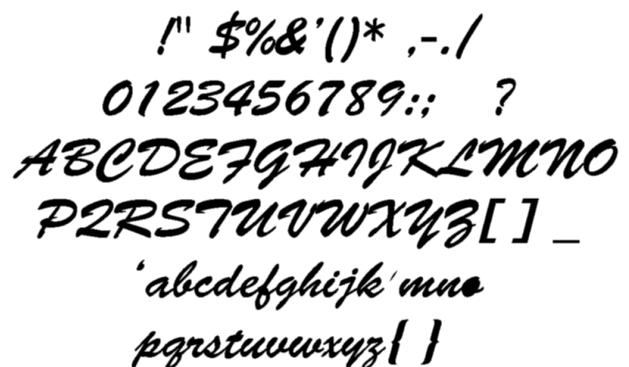 !" $%&'()* ,-./
0123456789:; ?
ABCDEFGHIJKLMNO
PQRSTUVWXYZ[ ] _
‘abcdefghijk'mno
pqrstuvwxyz{ }